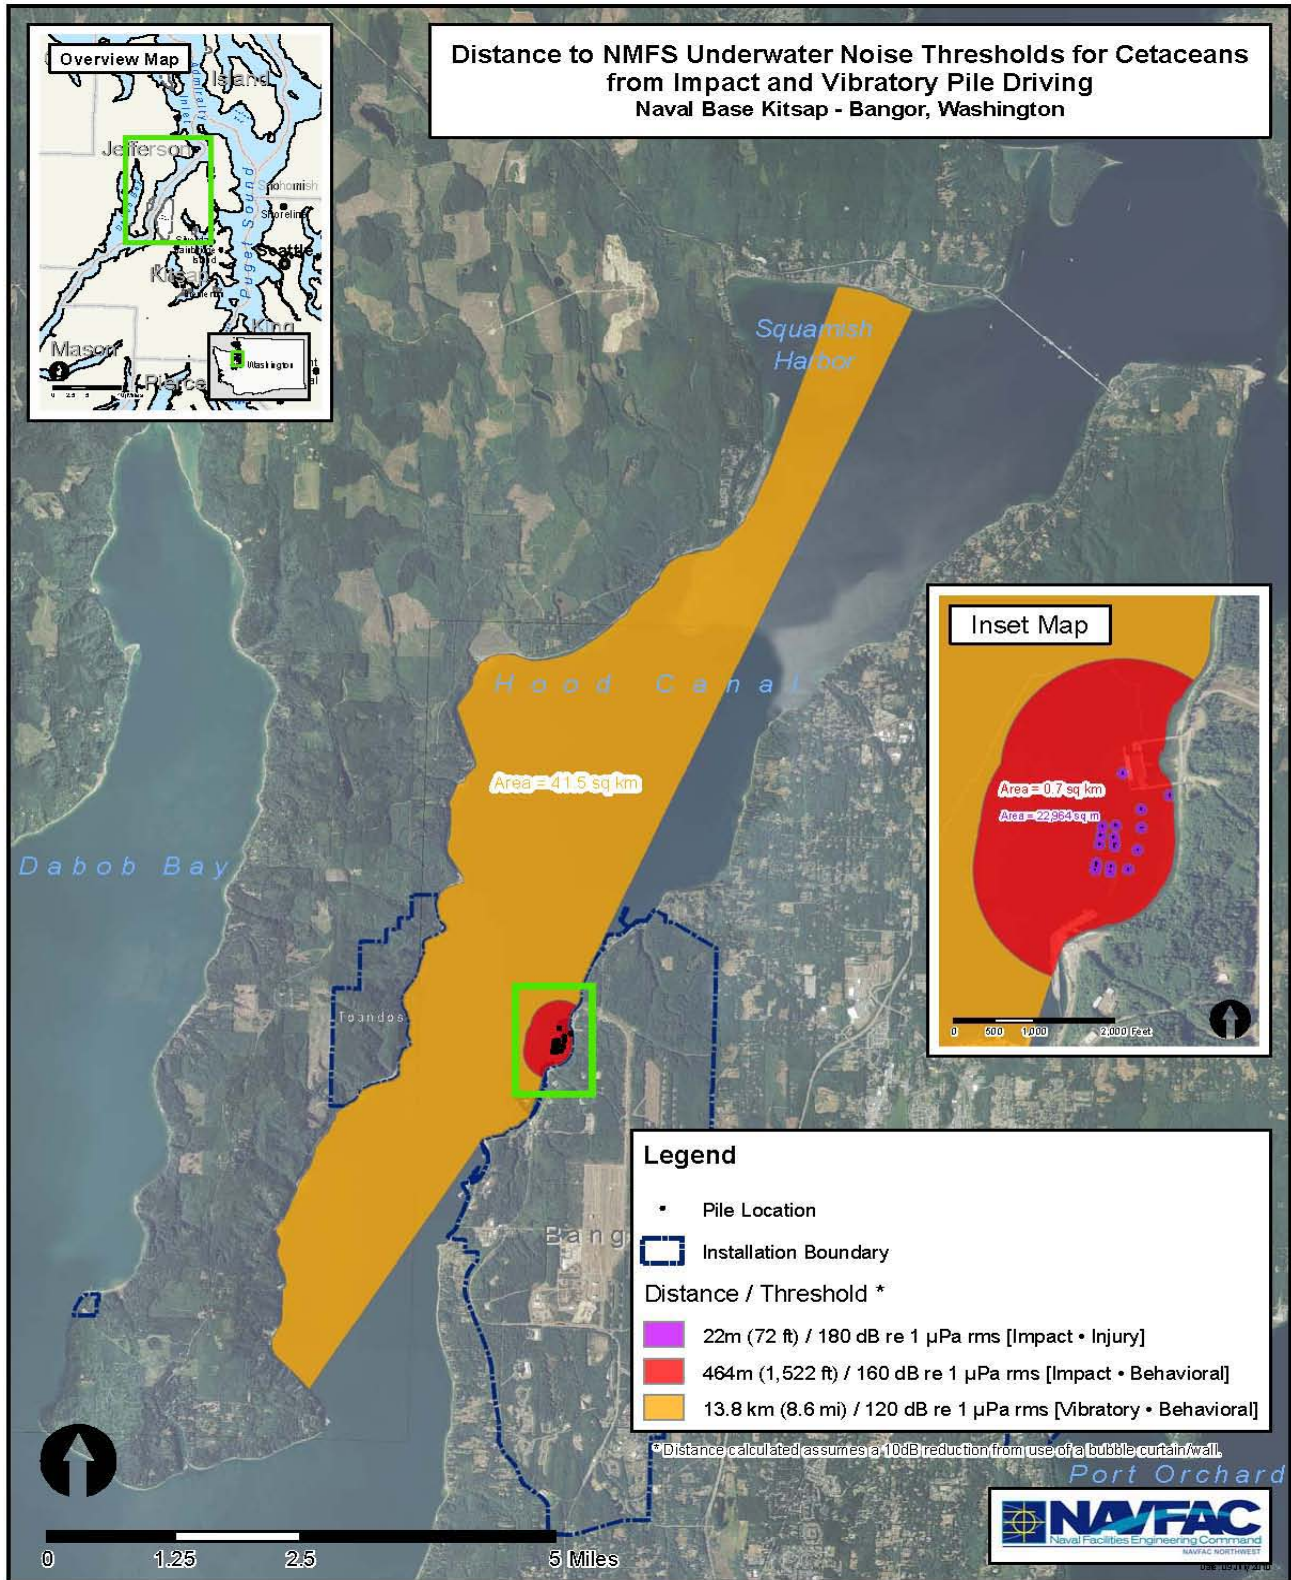 Overview Map
Island
Admiralty
Inlet
Jefferson
Snohomish
Shoreline
Puget Sound
Seattle
Island
Kitsap
King
Mason
Washington
Pierce
Distance to NMFS Underwater Noise Thresholds for Cetaceans
from Impact and Vibratory Pile Driving
Naval Base Kitsap - Bangor, Washington
Squamish
Harbor
Hood Canal
Area = 41.5 sq km
Dabob Bay
Toandos
Inset Map
Area = 0.7 sq km
Area = 22,964 sq m
0 500 1,000 2,000 Feet
Bang
Legend
Pile Location
Installation Boundary
Distance / Threshold *
22m (72 ft) / 180 dB re 1 µPa rms [Impact • Injury]
464m (1,522 ft) / 160 dB re 1 µPa rms [Impact • Behavioral]
13.8 km (8.6 mi) / 120 dB re 1 µPa rms [Vibratory • Behavioral]
* Distance calculated assumes a 10dB reduction from use of a bubble curtain/wall.
Port Orchard
NAVFAC
Naval Facilities Engineering Command
NAVFAC NORTHWEST
0 1.25 2.5 5 Miles